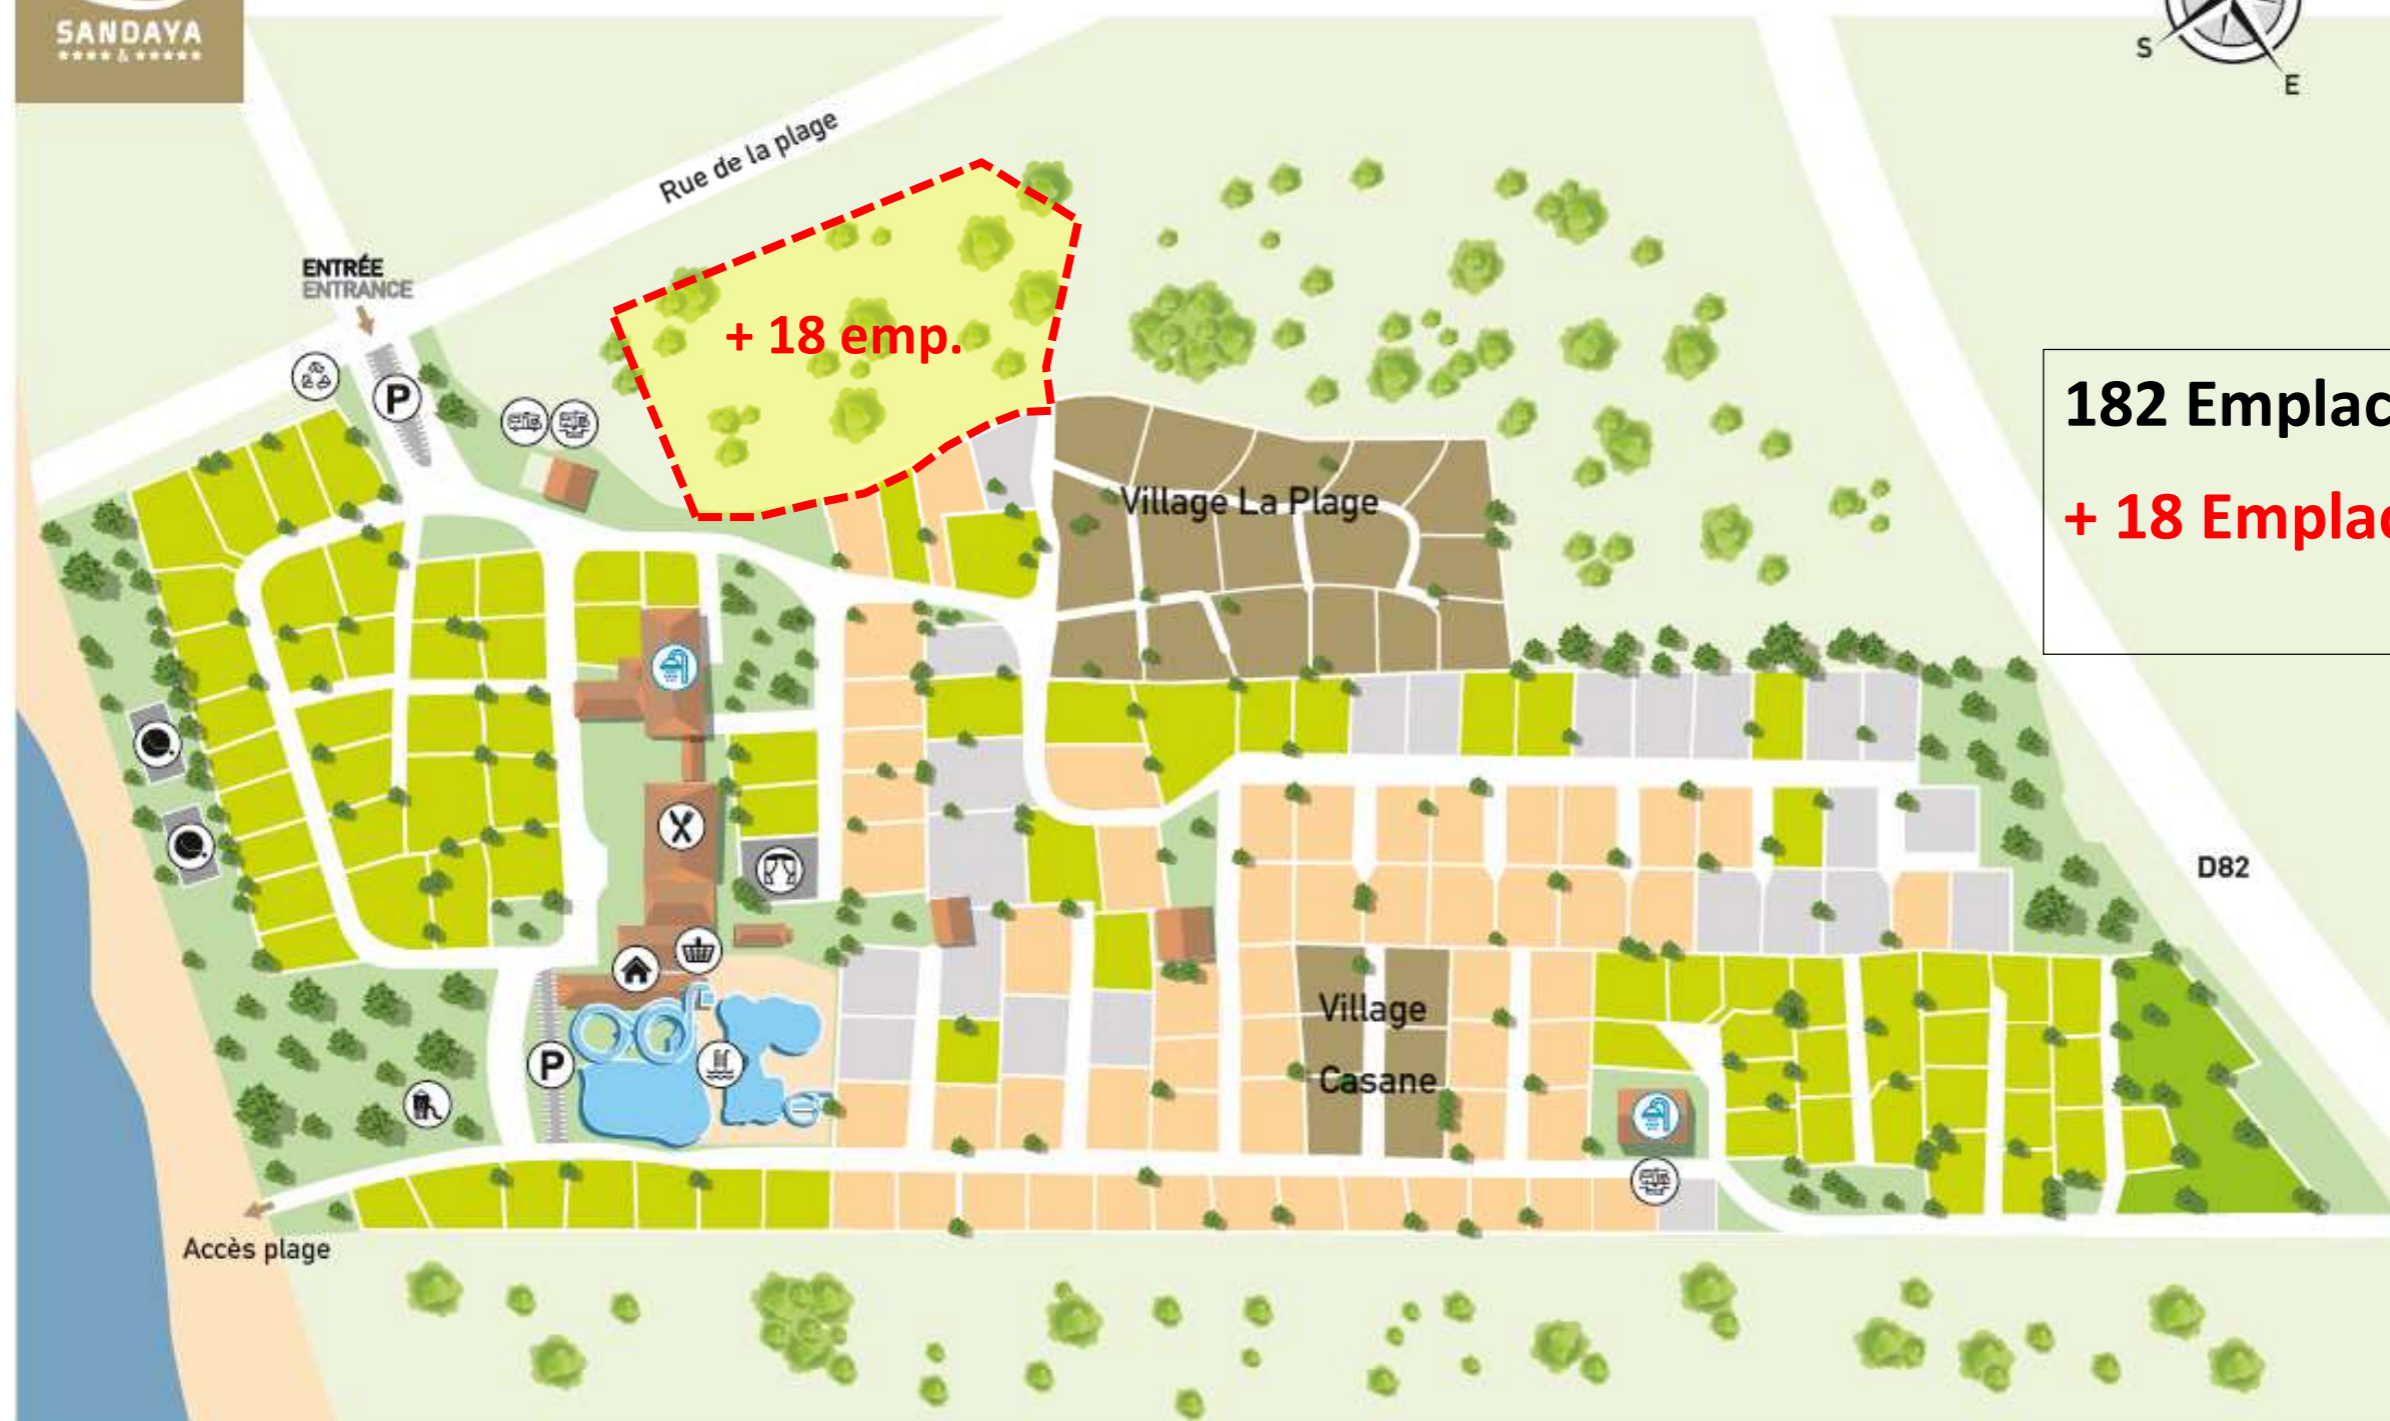 SANDAYA
**** & *****
S
E
Rue de la plage
ENTRÉE
ENTRANCE
P
+ 18 emp.
182 Emplac
+ 18 Emplac
Village La Plage
D82
Village
Casane
P
Accès plage